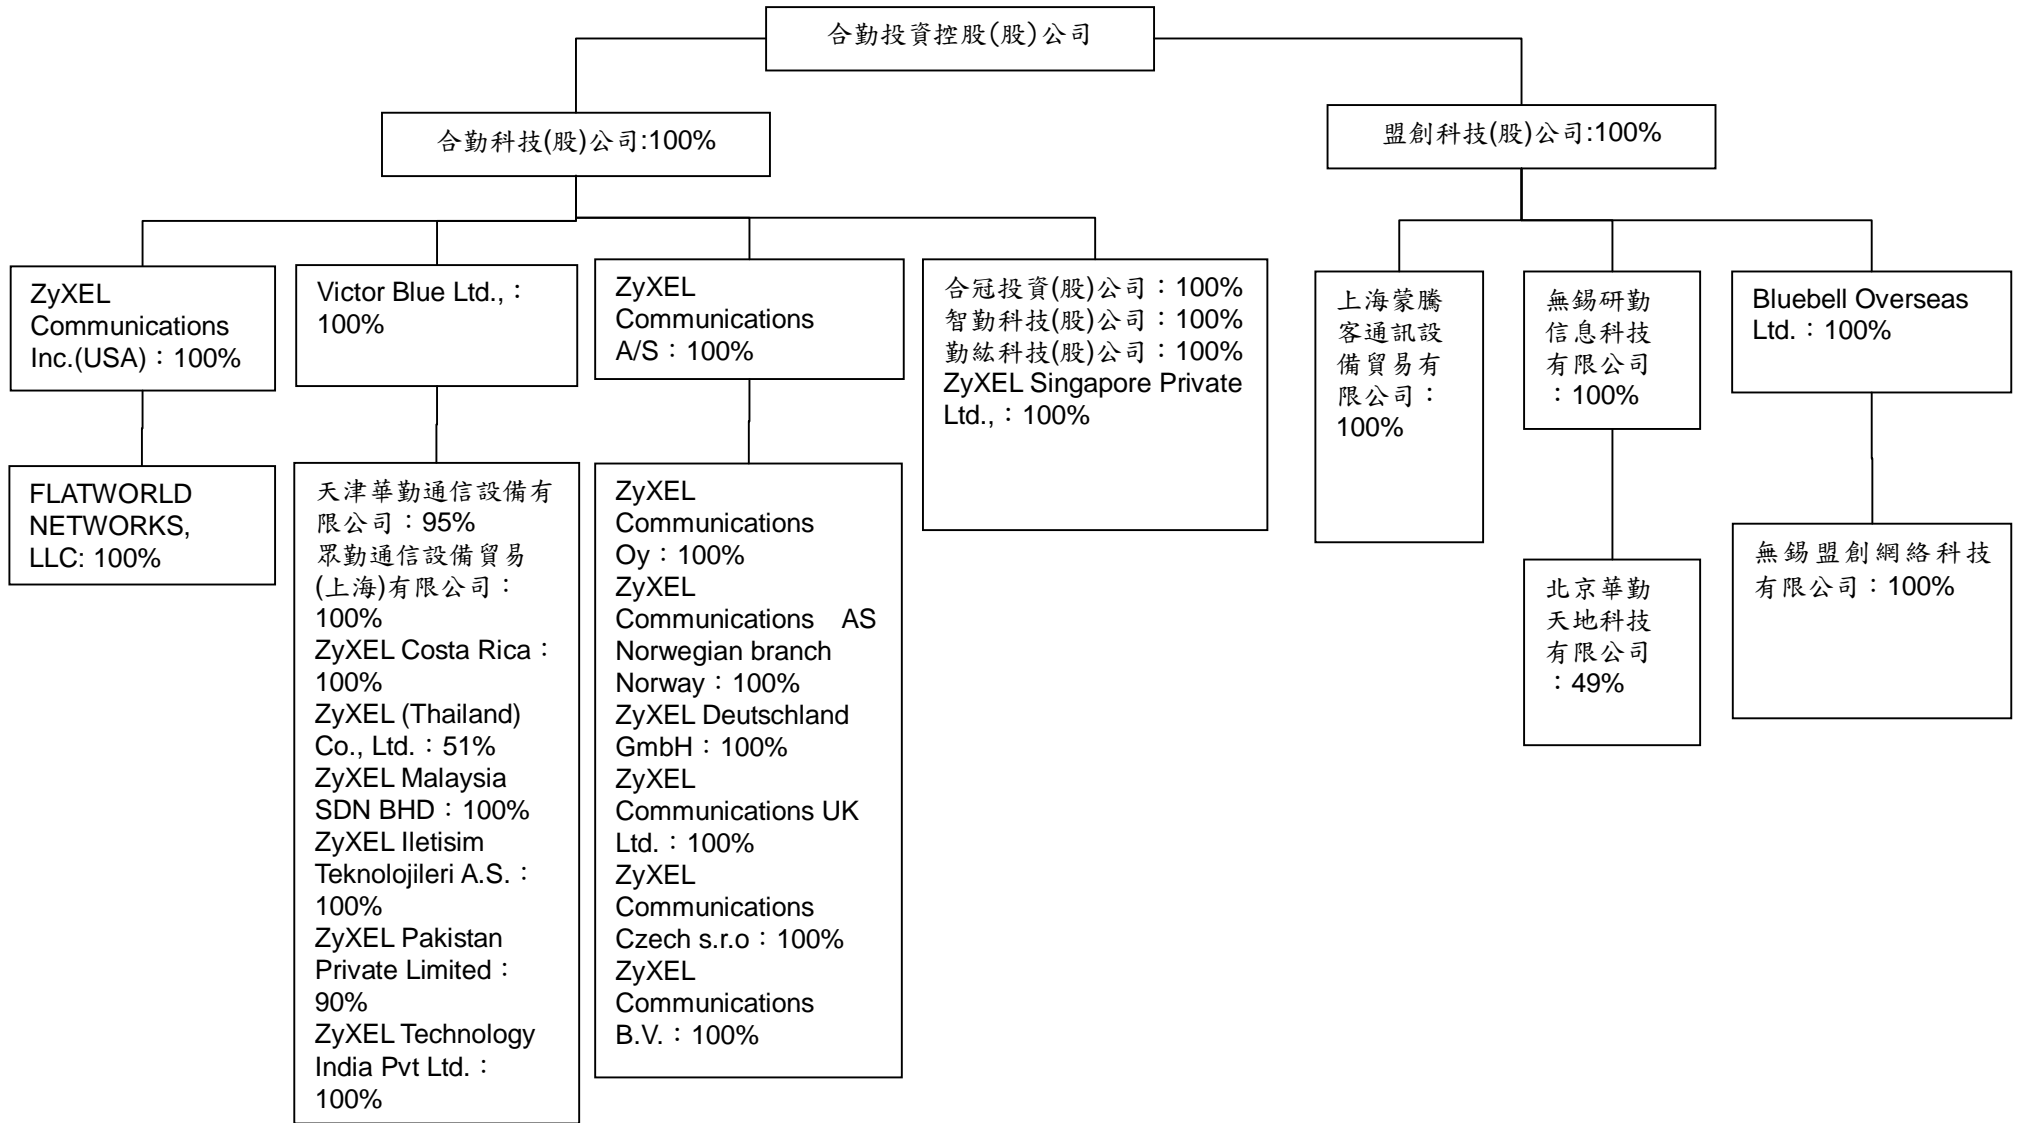 合勤投資控股(股)公司
合勤科技(股)公司:100%
盟創科技(股)公司:100%
ZyXEL
Communications
Inc.(USA)：100%
Victor Blue Ltd.,：
100%
ZyXEL
Communications
A/S：100%
合冠投資(股)公司：100%
智勤科技(股)公司：100%
勤紘科技(股)公司：100%
ZyXEL Singapore Private
Ltd.,：100%
上海蒙騰
客通訊設
備貿易有
限公司：
100%
無錫研勤
信息科技
有限公司
：100%
Bluebell Overseas
Ltd.：100%
FLATWORLD
NETWORKS,
LLC: 100%
天津華勤通信設備有
限公司：95%
眾勤通信設備貿易
(上海)有限公司：
100%
ZyXEL Costa Rica：
100%
ZyXEL (Thailand)
Co., Ltd.：51%
ZyXEL Malaysia
SDN BHD：100%
ZyXEL Iletisim
Teknolojileri A.S.：
100%
ZyXEL Pakistan
Private Limited：
90%
ZyXEL Technology
India Pvt Ltd.：
100%
ZyXEL
Communications
Oy：100%
ZyXEL
Communications AS
Norwegian branch
Norway：100%
ZyXEL Deutschland
GmbH：100%
ZyXEL
Communications UK
Ltd.：100%
ZyXEL
Communications
Czech s.r.o：100%
ZyXEL
Communications
B.V.：100%
北京華勤
天地科技
有限公司
：49%
無錫盟創網絡科技
有限公司：100%